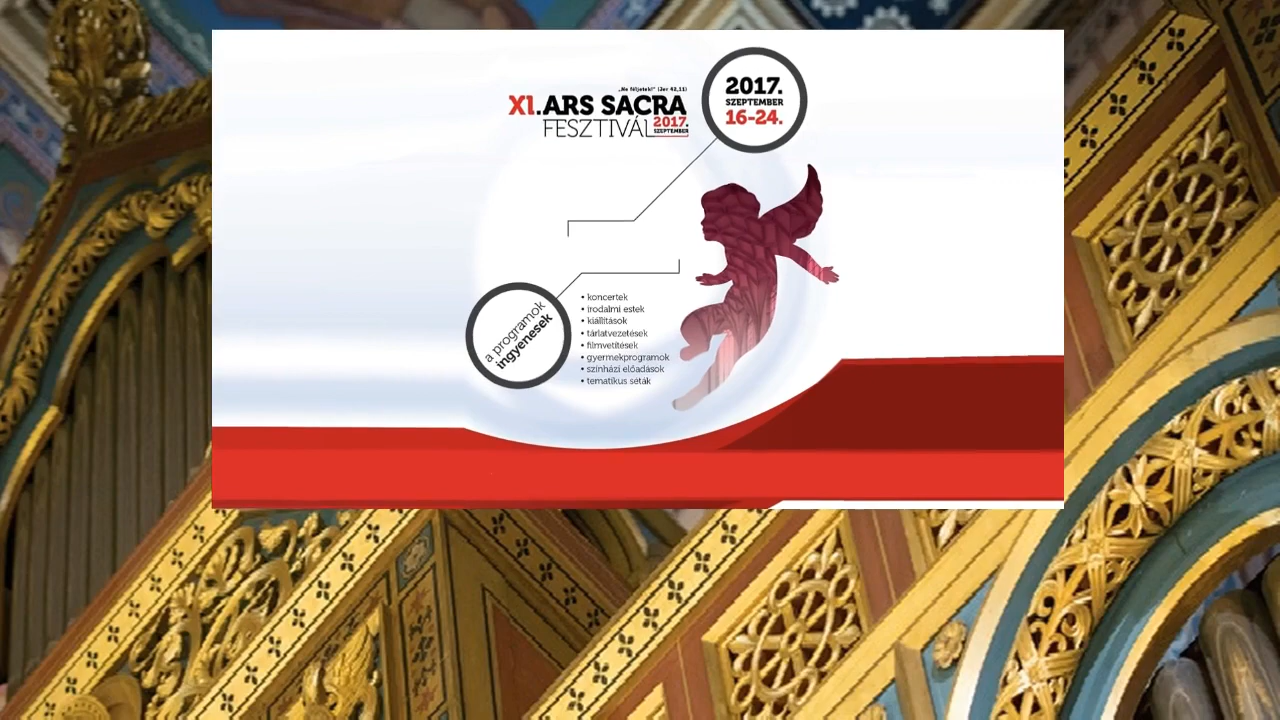 „Ne féljetek!” (Jer 42,11)
XI.ARS SACRA
FESZTIVÁL 2017.
SZEPTEMBER
2017.
SZEPTEMBER
16-24.
a programok
ingyenesek
• koncertek
• irodalmi estek
• kiállítások
• tárlatvezetések
• filmvetítések
• gyermekprogramok
• színházi előadások
• tematikus séták